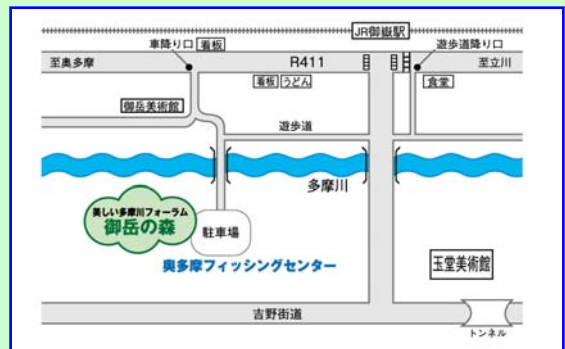 JR御嶽駅
車降り口 看板
遊歩道降り口
至奥多摩
R411
至立川
看板 うどん
食堂
御岳美術館
遊歩道
多摩川
美しい多摩川フォーラム
御岳の森
駐車場
奥多摩フィッシングセンター
玉堂美術館
吉野街道
トンネル